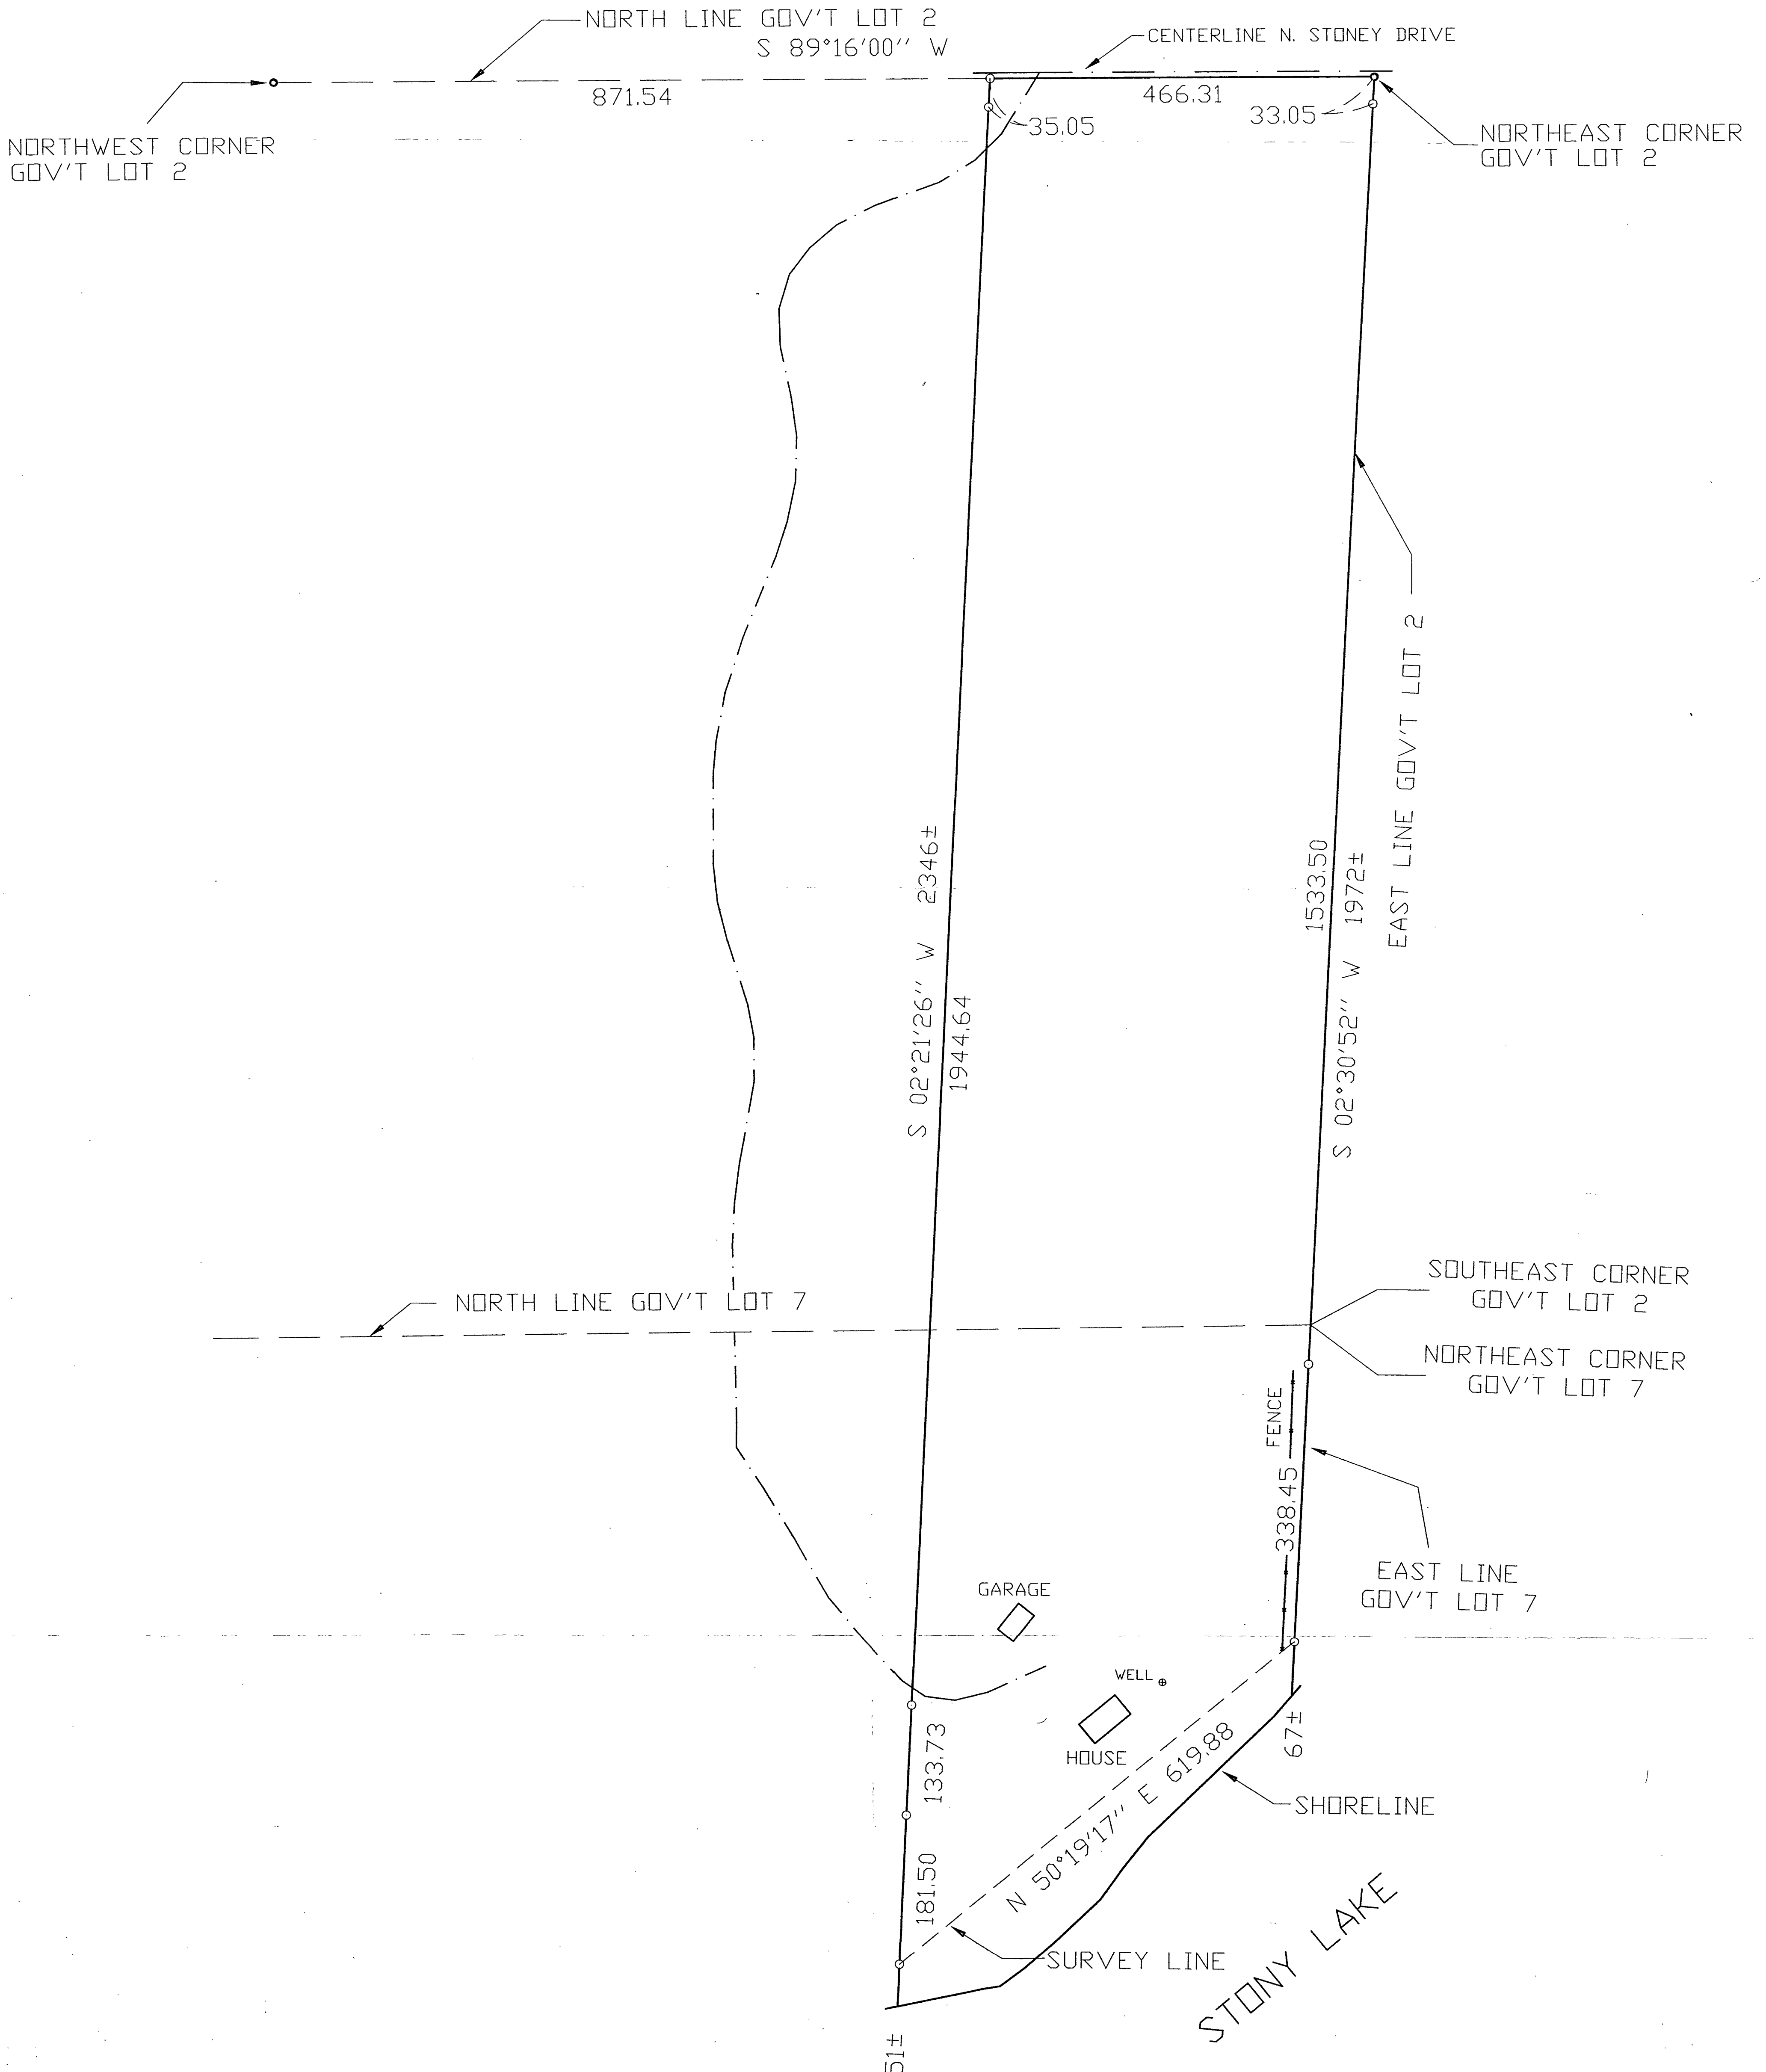 NORTH LINE GOV'T LOT 2
S 89°16'00'' W
CENTERLINE N. STONEY DRIVE
871.54
466.31
33.05
35.05
NORTHWEST CORNER
GOV'T LOT 2
NORTHEAST CORNER
GOV'T LOT 2
EAST LINE GOV'T LOT 2
S 02°21'26'' W 2346±
1944.64
1533.50
S 02°30'52'' W 1972±
NORTH LINE GOV'T LOT 7
SOUTHEAST CORNER
GOV'T LOT 2
NORTHEAST CORNER
GOV'T LOT 7
FENCE
338.45
EAST LINE
GOV'T LOT 7
GARAGE
WELL
HOUSE
133.73
67±
N 50°19'17'' E 619.88
SHORELINE
181.50
SURVEY LINE
STONY LAKE
51±